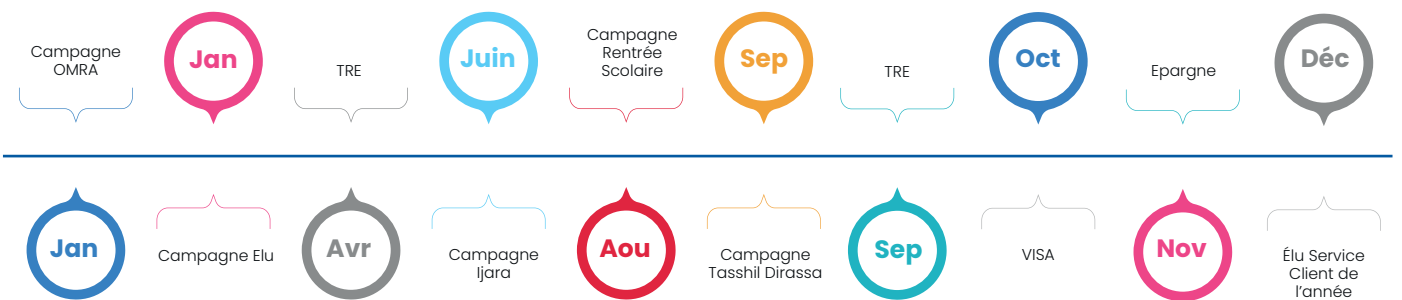 Campagne
OMRA
Jan
TRE
Juin
Campagne
Rentrée
Scolaire
Sep
TRE
Oct
Epargne
Déc
Jan
Campagne Elu
Avr
Campagne
Ijara
Aou
Campagne
Tasshil Dirassa
Sep
VISA
Nov
Élu Service
Client de
l’année